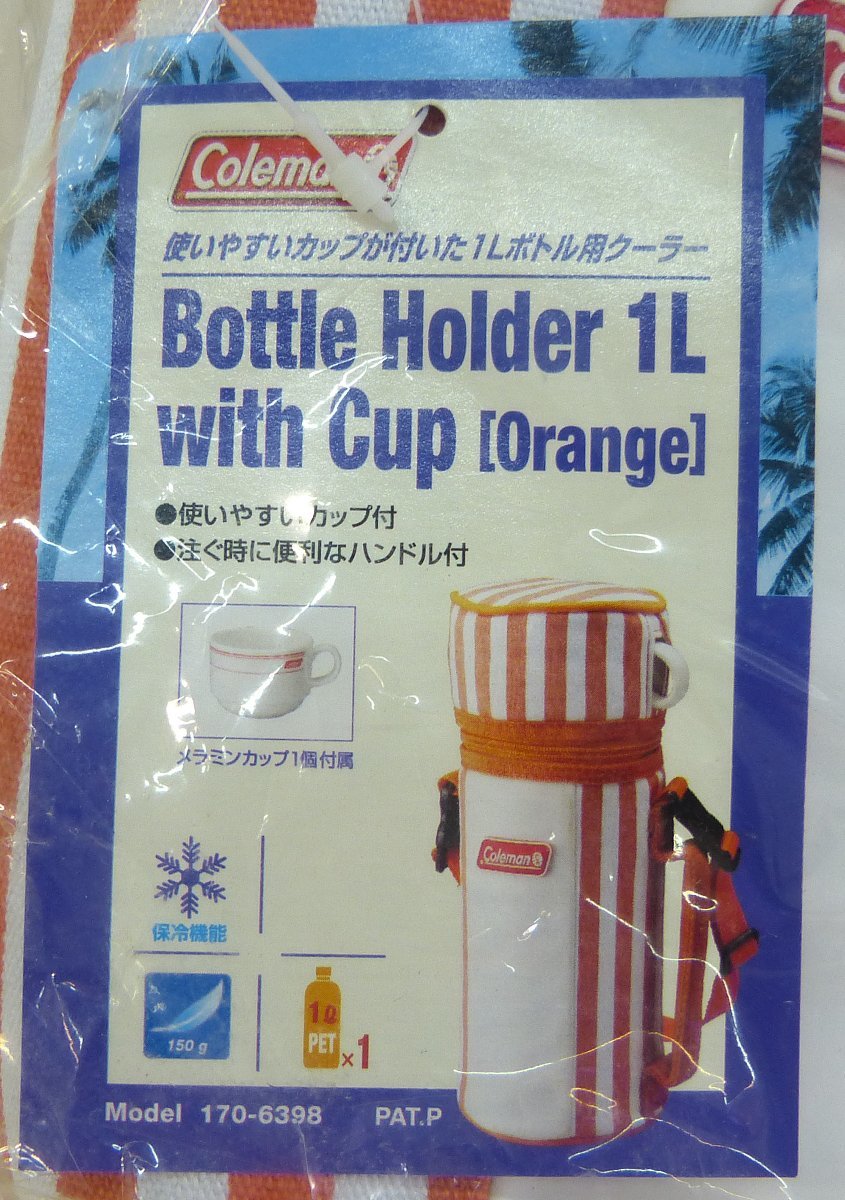 Coleman
使いやすいカップが付いた1Lボトル用クーラー
Bottle Holder 1L
with Cup [Orange]
●使いやすいカップ付
●注ぐ時に便利なハンドル付
メラミンカップ1個付属
Coleman
保冷機能
150 g
1ℓ
PET
×1
Model 170-6398 PAT.P